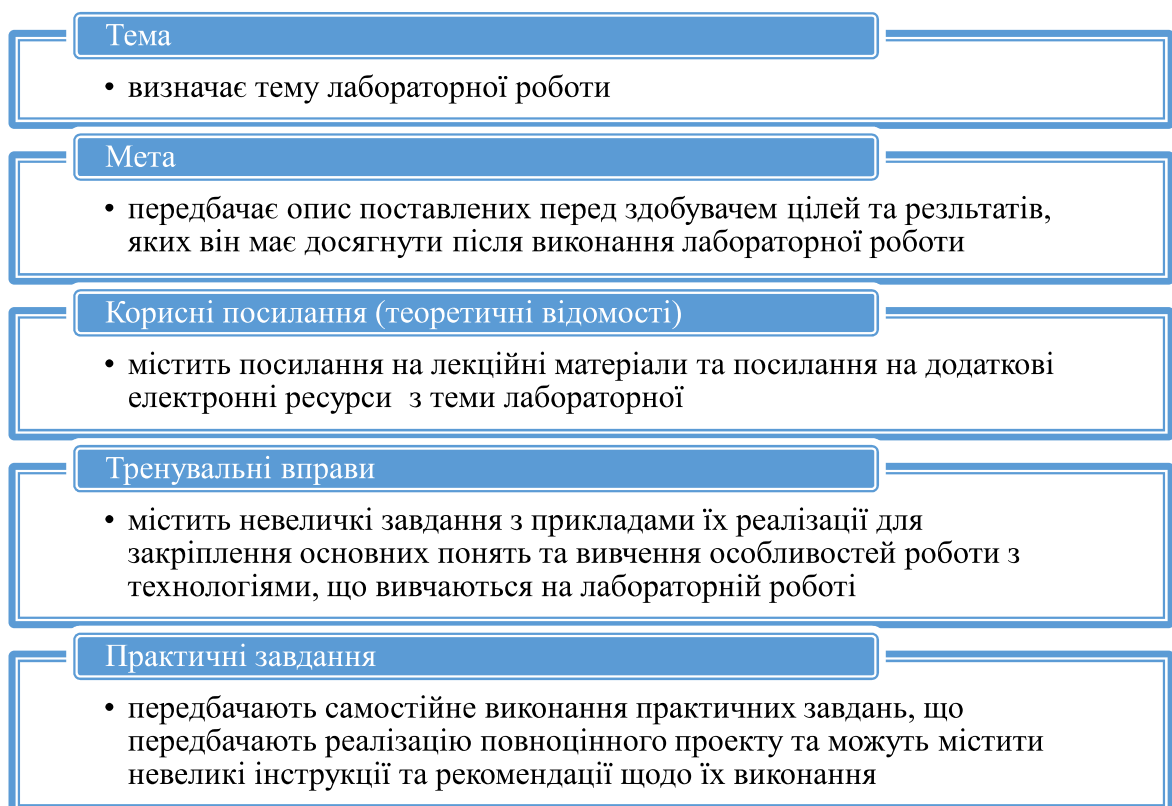 Тема
• визначає тему лабораторної роботи
Мета
• передбачає опис поставлених перед здобувачем цілей та резльтатів,
яких він має досягнути після виконання лабораторної роботи
Корисні посилання (теоретичні відомості)
• містить посилання на лекційні матеріали та посилання на додаткові
електронні ресурси  з теми лабораторної
Тренувальні вправи
• містить невеличкі завдання з прикладами їх реалізації для
закріплення основних понять та вивчення особливостей роботи з
технологіями, що вивчаються на лабораторній роботі
Практичні завдання
• передбачають самостійне виконання практичних завдань, що
передбачають реалізацію повноцінного проекту та можуть містити
невеликі інструкції та рекомендації щодо їх виконання